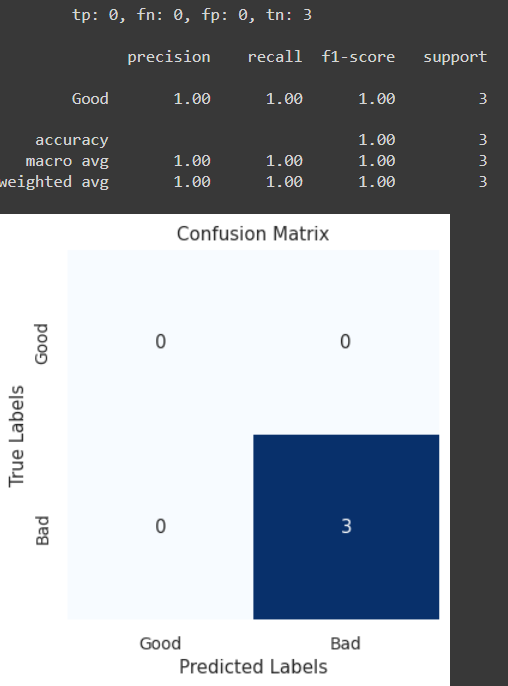 tp: 0, fn: 0, fp: 0, tn: 3
precision recall f1-score support
Good 1.00 1.00 1.00 3
accuracy 1.00 3
macro avg 1.00 1.00 1.00 3
weighted avg 1.00 1.00 1.00 3
Confusion Matrix
True Labels
Good
0 0
Bad
0 3
Good Bad
Predicted Labels